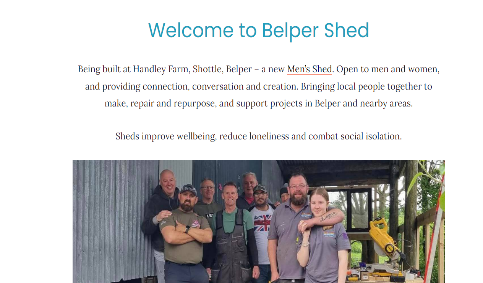 Welcome to Belper Shed
Being built at Handley Farm, Shottle, Belper – a new Men's Shed. Open to men and women,
and providing connection, conversation and creation. Bringing local people together to
make, repair and repurpose, and support projects in Belper and nearby areas.
Sheds improve wellbeing, reduce loneliness and combat social isolation.